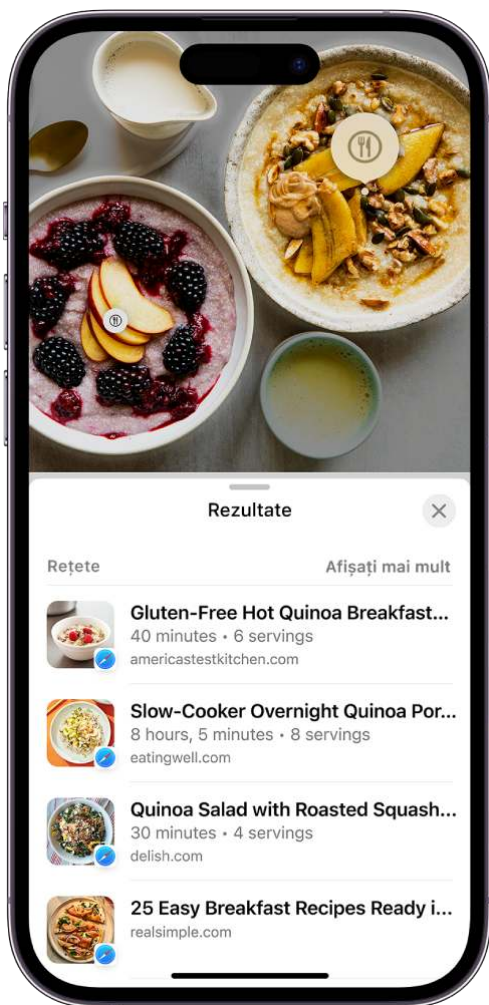 Rezultate
Rețete
Afișați mai mult
Gluten-Free Hot Quinoa Breakfast...
40 minutes • 6 servings
americastestkitchen.com
Slow-Cooker Overnight Quinoa Por...
8 hours, 5 minutes • 8 servings
eatingwell.com
Quinoa Salad with Roasted Squash...
30 minutes • 4 servings
delish.com
25 Easy Breakfast Recipes Ready i...
realsimple.com